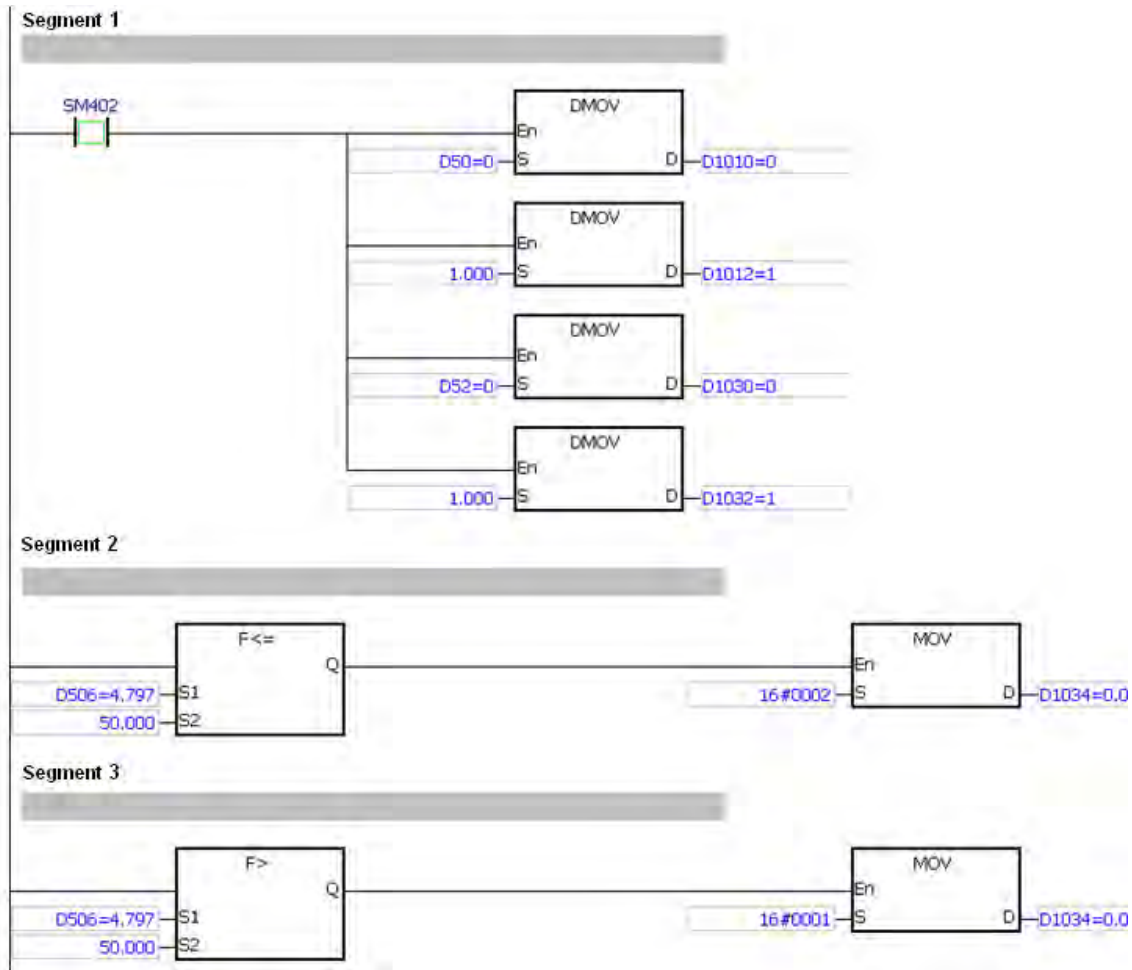 Segment 1
SM402
DMOV
En
D50=0 S D D1010=0
DMOV
En
1.000 S D D1012=1
DMOV
En
D52=0 S D D1030=0
DMOV
En
1.000 S D D1032=1
Segment 2
F<= MOV
Q En
D506=4.797 S1 16#0002 S D D1034=0.0
50.000 S2
Segment 3
F> MOV
Q En
D506=4.797 S1 16#0001 S D D1034=0.0
50.000 S2